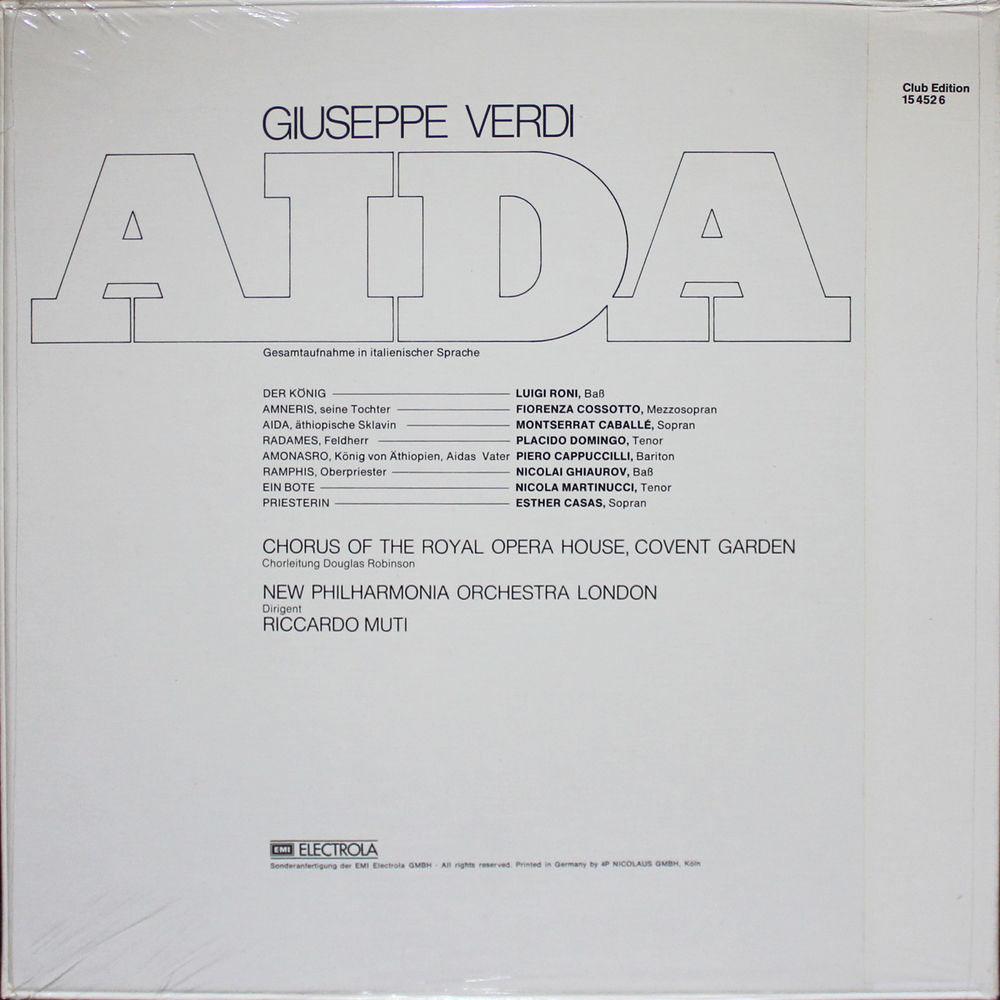 Club Edition
15 452 6
GIUSEPPE VERDI
AIDA
Gesamtaufnahme in italienischer Sprache
DER KÖNIG LUIGI RONI, Baß
AMNERIS, seine Tochter FIORENZA COSSOTTO, Mezzosopran
AIDA, äthiopische Sklavin MONTSERRAT CABALLÉ, Sopran
RADAMES, Feldherr PLACIDO DOMINGO, Tenor
AMONASRO, König von Äthiopien, Aidas Vater PIERO CAPPUCCILLI, Bariton
RAMPHIS, Oberpriester NICOLAI GHIAUROV, Baß
EIN BOTE NICOLA MARTINUCCI, Tenor
PRIESTERIN ESTHER CASAS, Sopran
CHORUS OF THE ROYAL OPERA HOUSE, COVENT GARDEN
Chorleitung Douglas Robinson
NEW PHILHARMONIA ORCHESTRA LONDON
Dirigent
RICCARDO MUTI
EMI ELECTROLA
Sonderanfertigung der EMI Electrola GMBH · All rights reserved. Printed in Germany by 4P NICOLAUS GMBH, Köln